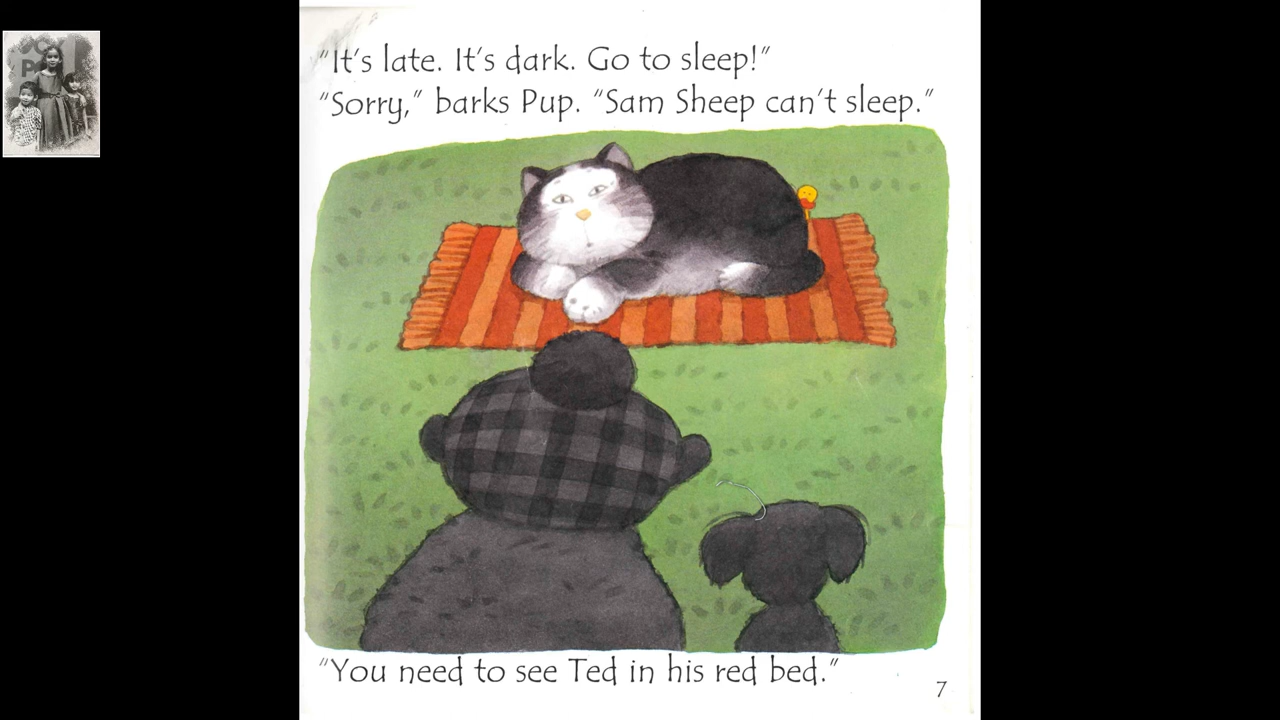 "It's late. It's dark. Go to sleep!"
"Sorry," barks Pup. "Sam Sheep can't sleep."
"You need to see Ted in his red bed."
7